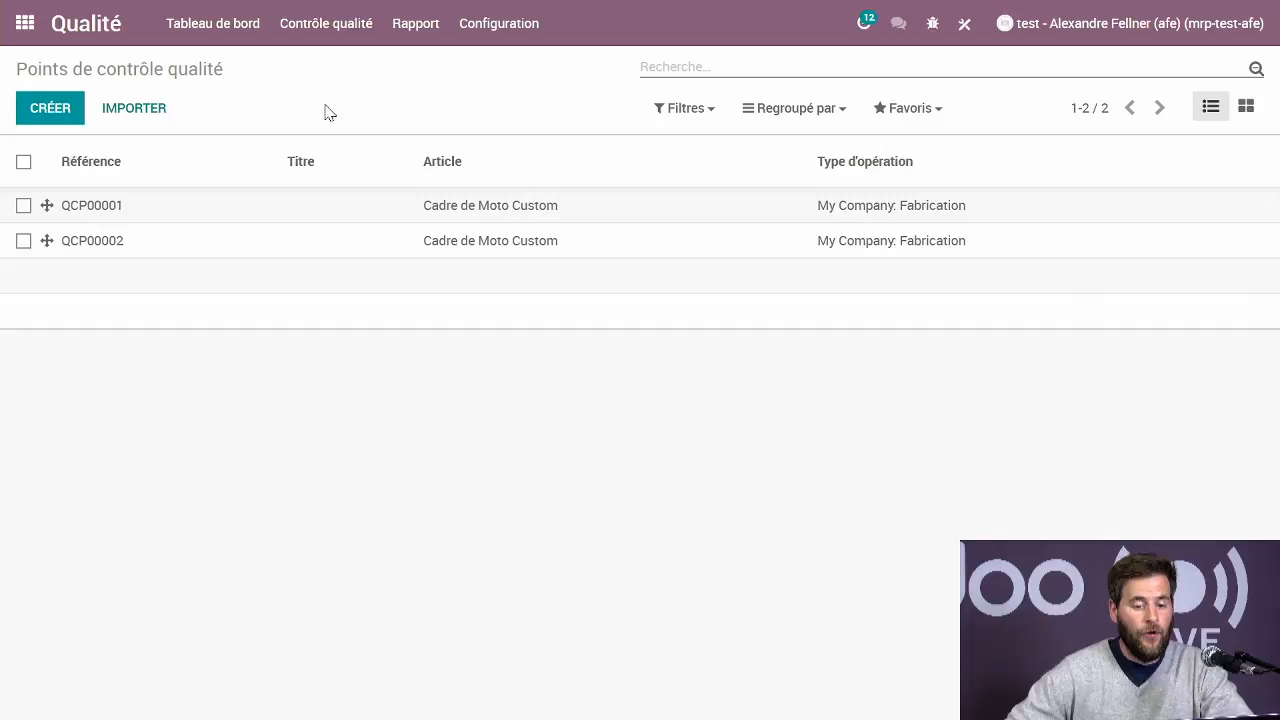 Qualité Tableau de bord Contrôle qualité Rapport Configuration 12 test - Alexandre Fellner (afe) (mrp-test-afe)
Points de contrôle qualité Recherche...
CRÉER IMPORTER Filtres Regroupé par Favoris 1-2 / 2
Référence Titre Article Type d'opération
QCP00001 Cadre de Moto Custom My Company: Fabrication
QCP00002 Cadre de Moto Custom My Company: Fabrication